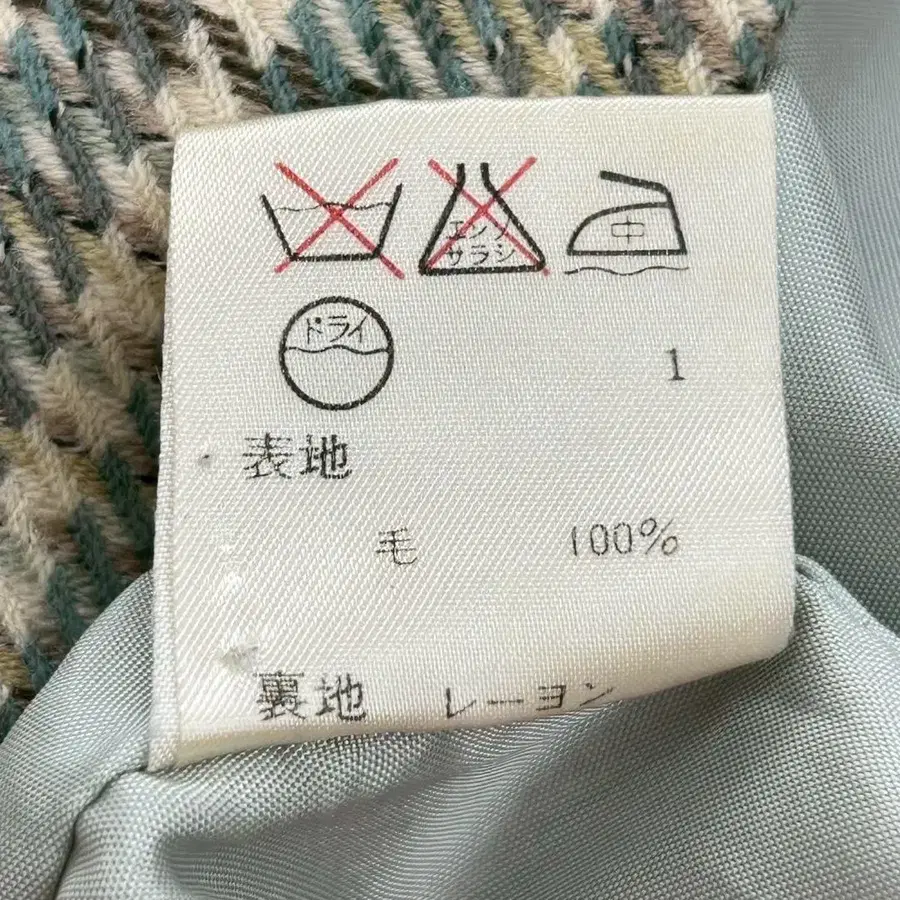 エンソ
サラシ
中
ドライ
1
表地
毛 100%
裏地 レーヨン